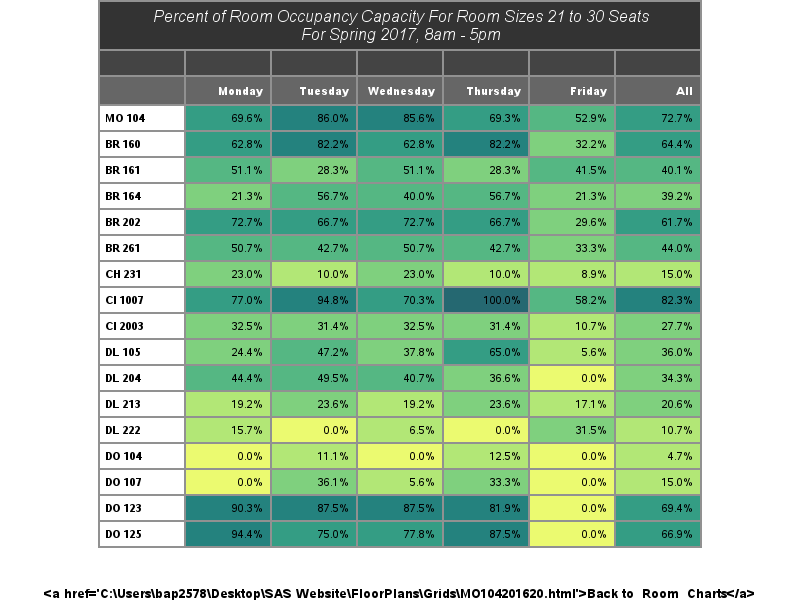 Percent of Room Occupancy Capacity For Room Sizes 21 to 30 Seats
For Spring 2017, 8am - 5pm
Monday Tuesday Wednesday Thursday Friday All
MO 104 69.6% 86.0% 85.6% 69.3% 52.9% 72.7%
BR 160 62.8% 82.2% 62.8% 82.2% 32.2% 64.4%
BR 161 51.1% 28.3% 51.1% 28.3% 41.5% 40.1%
BR 164 21.3% 56.7% 40.0% 56.7% 21.3% 39.2%
BR 202 72.7% 66.7% 72.7% 66.7% 29.6% 61.7%
BR 261 50.7% 42.7% 50.7% 42.7% 33.3% 44.0%
CH 231 23.0% 10.0% 23.0% 10.0% 8.9% 15.0%
CI 1007 77.0% 94.8% 70.3% 100.0% 58.2% 82.3%
CI 2003 32.5% 31.4% 32.5% 31.4% 10.7% 27.7%
DL 105 24.4% 47.2% 37.8% 65.0% 5.6% 36.0%
DL 204 44.4% 49.5% 40.7% 36.6% 0.0% 34.3%
DL 213 19.2% 23.6% 19.2% 23.6% 17.1% 20.6%
DL 222 15.7% 0.0% 6.5% 0.0% 31.5% 10.7%
DO 104 0.0% 11.1% 0.0% 12.5% 0.0% 4.7%
DO 107 0.0% 36.1% 5.6% 33.3% 0.0% 15.0%
DO 123 90.3% 87.5% 87.5% 81.9% 0.0% 69.4%
DO 125 94.4% 75.0% 77.8% 87.5% 0.0% 66.9%
<a href='C:\Users\bap2578\Desktop\SAS Website\FloorPlans\Grids\MO104201620.html'>Back to Room Charts</a>